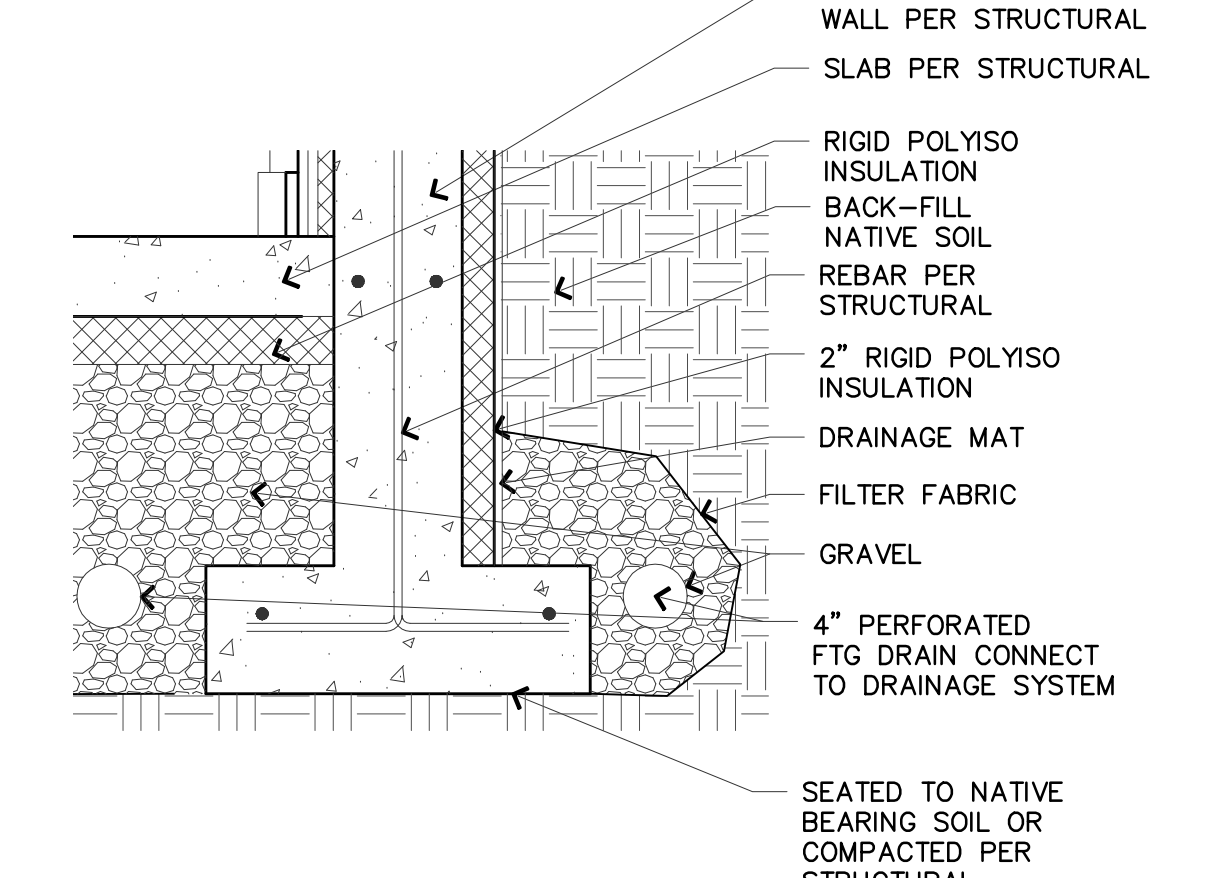 WALL PER STRUCTURAL
SLAB PER STRUCTURAL
RIGID POLYISO
INSULATION
BACK-FILL
NATIVE SOIL
REBAR PER
STRUCTURAL
2" RIGID POLYISO
INSULATION
DRAINAGE MAT
FILTER FABRIC
GRAVEL
4" PERFORATED
FTG DRAIN CONNECT
TO DRAINAGE SYSTEM
SEATED TO NATIVE
BEARING SOIL OR
COMPACTED PER
STRUCTURAL